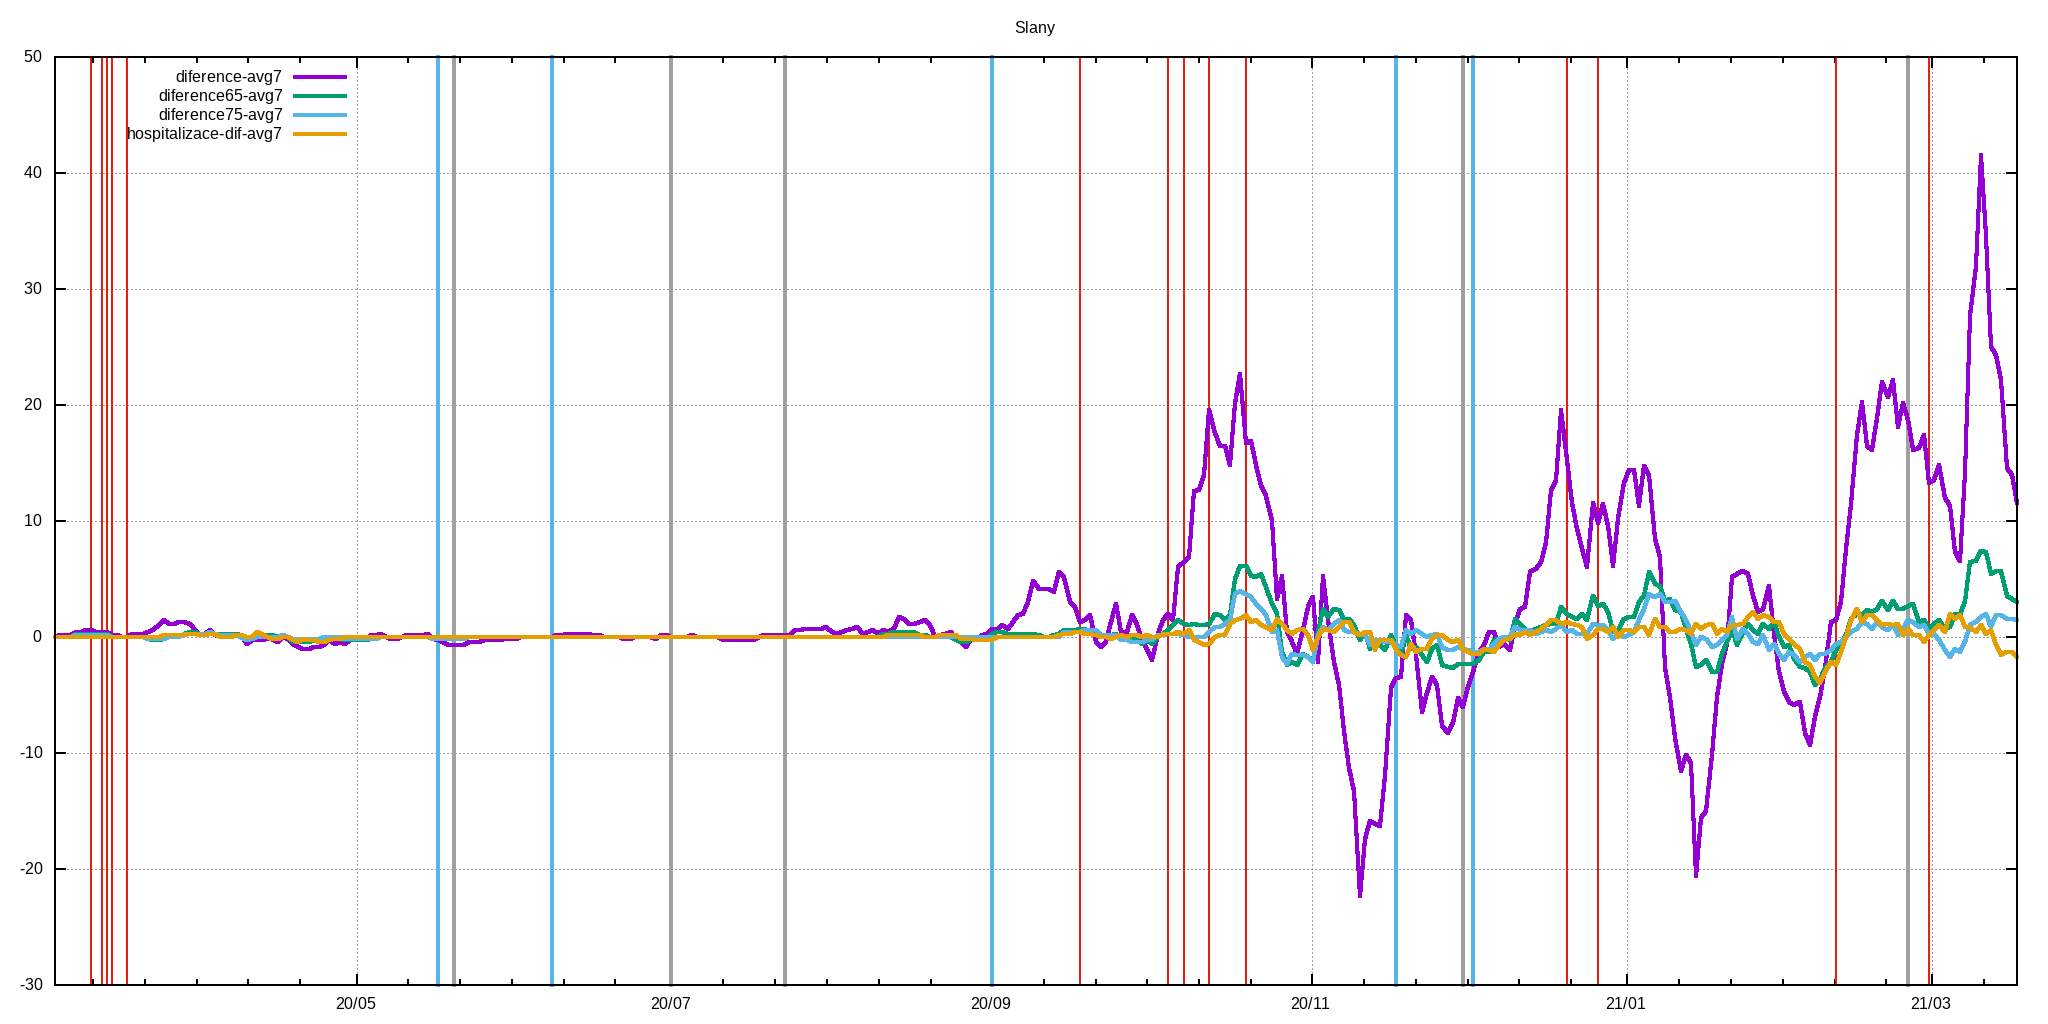 Slany
50
40
30
20
10
0
-10
-20
-30
diference-avg7
diference65-avg7
diference75-avg7
hospitalizace-dif-avg7
20/05 20/07 20/09 20/11 21/01 21/03